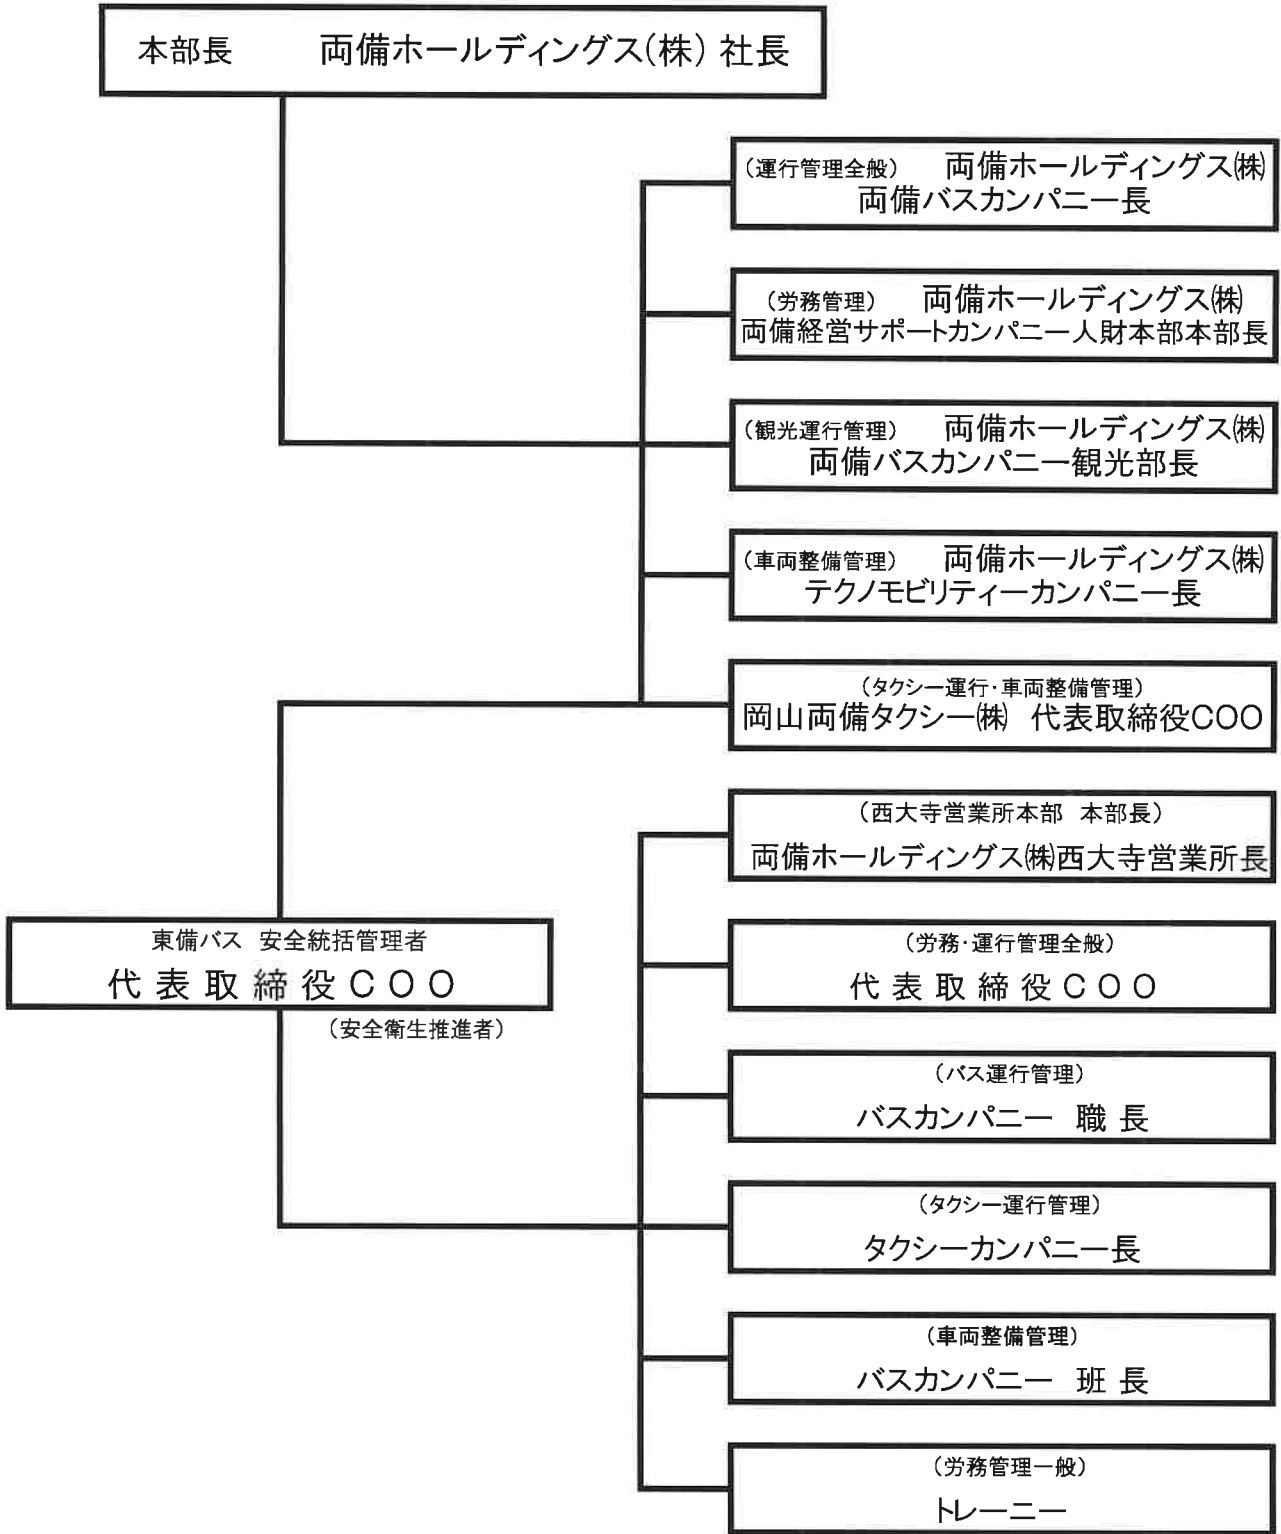 本部長　両備ホールディングス(株) 社長
(運行管理全般)　両備ホールディングス㈱
両備バスカンパニー長
(労務管理)　両備ホールディングス㈱
両備経営サポートカンパニー人財本部本部長
(観光運行管理)　両備ホールディングス㈱
両備バスカンパニー観光部長
(車両整備管理)　両備ホールディングス㈱
テクノモビリティーカンパニー長
(タクシー運行・車両整備管理)
岡山両備タクシー㈱　代表取締役COO
(西大寺営業所本部　本部長)
両備ホールディングス㈱西大寺営業所長
東備バス　安全統括管理者
代表取締役COO
(安全衛生推進者)
(労務・運行管理全般)
代表取締役COO
(バス運行管理)
バスカンパニー　職長
(タクシー運行管理)
タクシーカンパニー長
(車両整備管理)
バスカンパニー　班長
(労務管理一般)
トレーニー